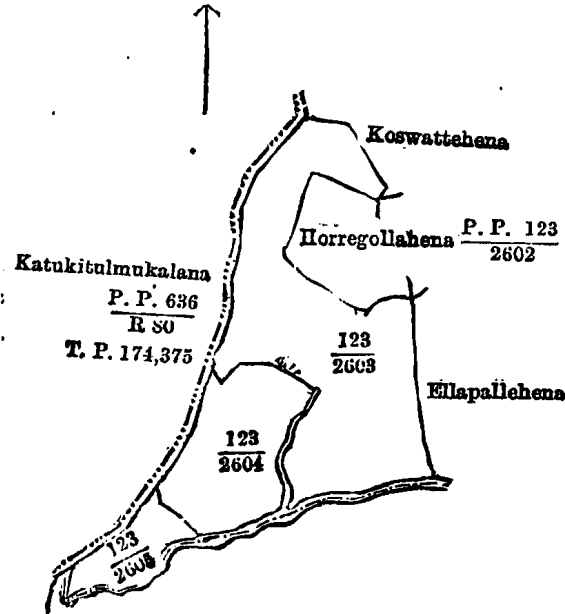 Koswattehena
Horregollahena P. P. 123
2602
Katukitulmukalana
P. P. 636
R 80
T. P. 174,375
123
2603
Ellapallehena
123
2604
123
2605